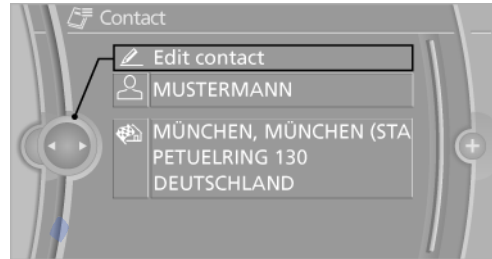 Contact
Edit contact
MUSTERMANN
MÜNCHEN, MÜNCHEN (STA
PETUELRING 130
DEUTSCHLAND